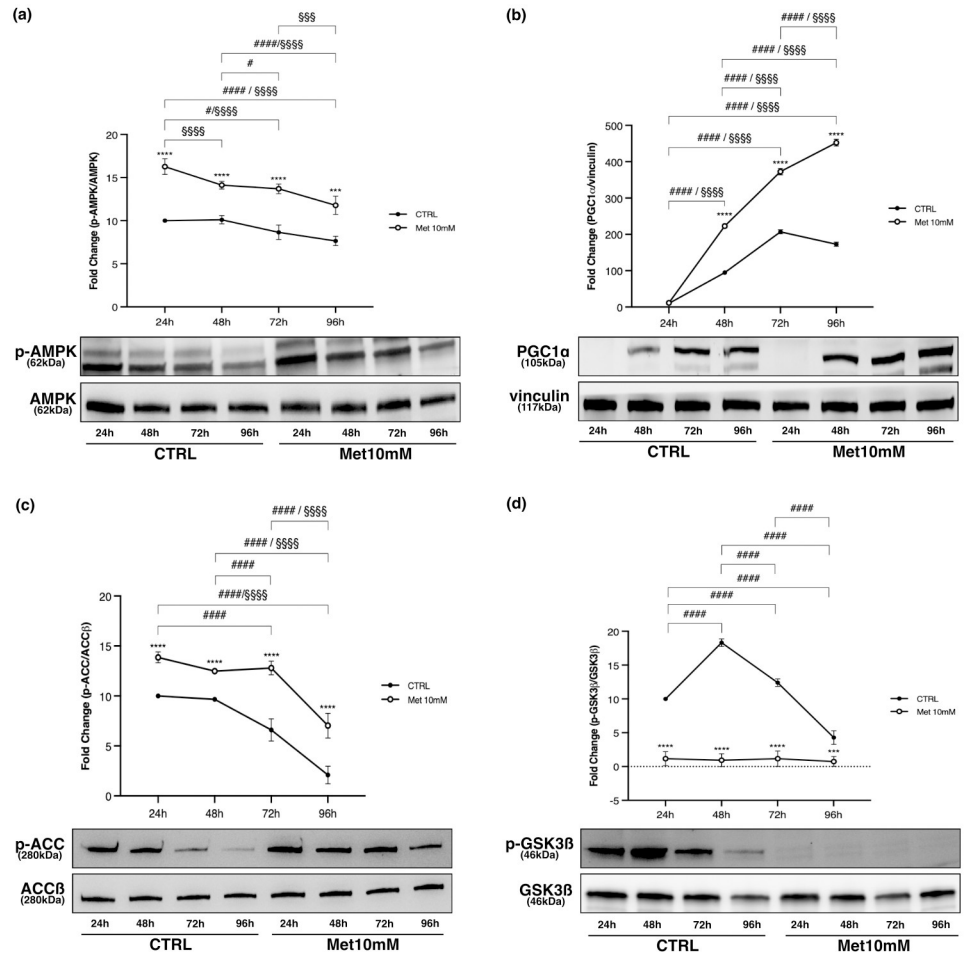 (a)
§§§
####/§§§§
#
#### / §§§§
#/§§§§
§§§§
20
15
10
5
0
Fold Change (p-AMPK/AMPK)
****
****
****
***
CTRL
Met 10mM
24h 48h 72h 96h
p-AMPK
(62kDa)
AMPK
(62kDa)
24h 48h 72h 96h 24h 48h 72h 96h
CTRL Met10mM
(b)
#### / §§§§
#### / §§§§
#### / §§§§
#### / §§§§
#### / §§§§
#### / §§§§
500
400
300
200
100
0
Fold Change (PGC1α/vinculin)
****
****
****
CTRL
Met 10mM
24h 48h 72h 96h
PGC1α
(105kDa)
vinculin
(117kDa)
24h 48h 72h 96h 24h 48h 72h 96h
CTRL Met10mM
(c)
#### / §§§§
#### / §§§§
####
####/§§§§
####
20
15
10
5
0
Fold Change (p-ACC/ACCβ)
****
****
****
****
CTRL
Met 10mM
24h 48h 72h 96h
p-ACC
(280kDa)
ACCß
(280kDa)
24h 48h 72h 96h 24h 48h 72h 96h
CTRL Met10mM
(d)
####
####
####
####
####
####
20
15
10
5
0
-5
Fold Change (p-GSK3β/GSK3β)
****
****
****
***
CTRL
Met 10mM
24h 48h 72h 96h
p-GSK3ß
(46kDa)
GSK3ß
(46kDa)
24h 48h 72h 96h 24h 48h 72h 96h
CTRL Met10mM